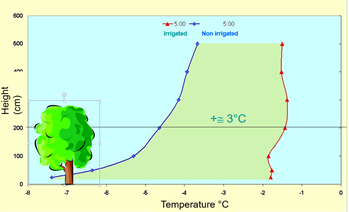 5:00 5:00
Irrigated Non irrigated
Height (cm)
600
500
400
300
200
100
0
+≅ 3°C
-8 -7 -6 -5 -4 -3 -2 -1 0
Temperature °C